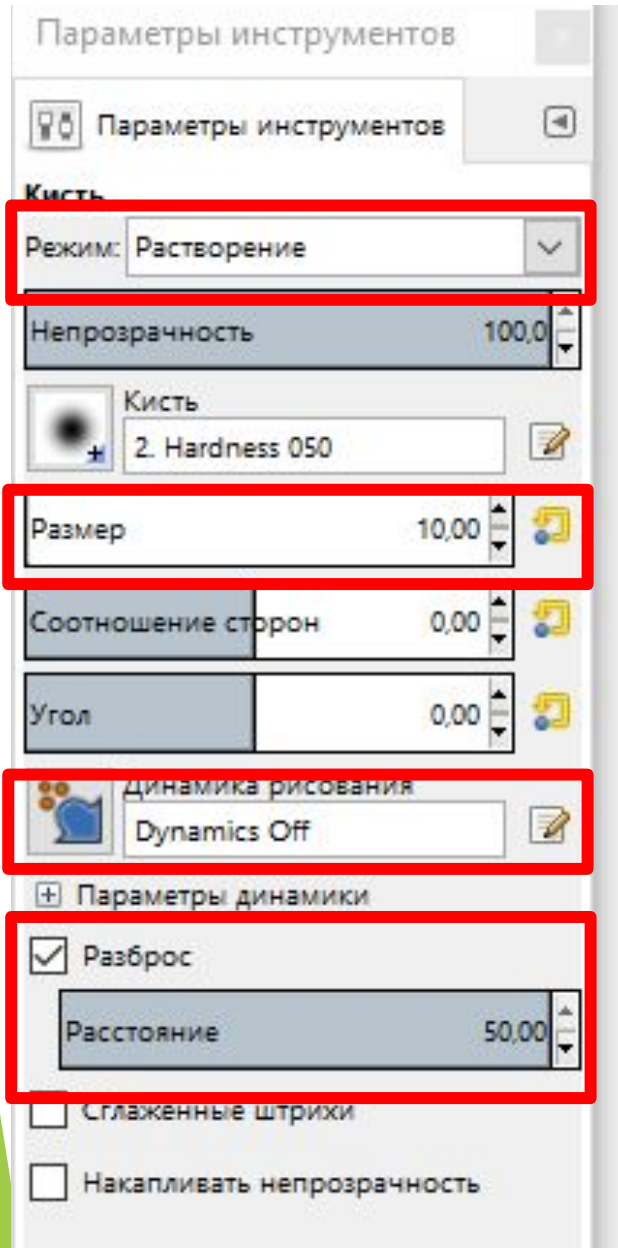 Параметры инструментов
Параметры инструментов
Кисть
Режим: Растворение
Непрозрачность 100,0
Кисть
2. Hardness 050
Размер 10,00
Соотношение сторон 0,00
Угол 0,00
Динамика рисования
Dynamics Off
Параметры динамики
Разброс
Расстояние 50,00
Сглаженные штрихи
Накапливать непрозрачность